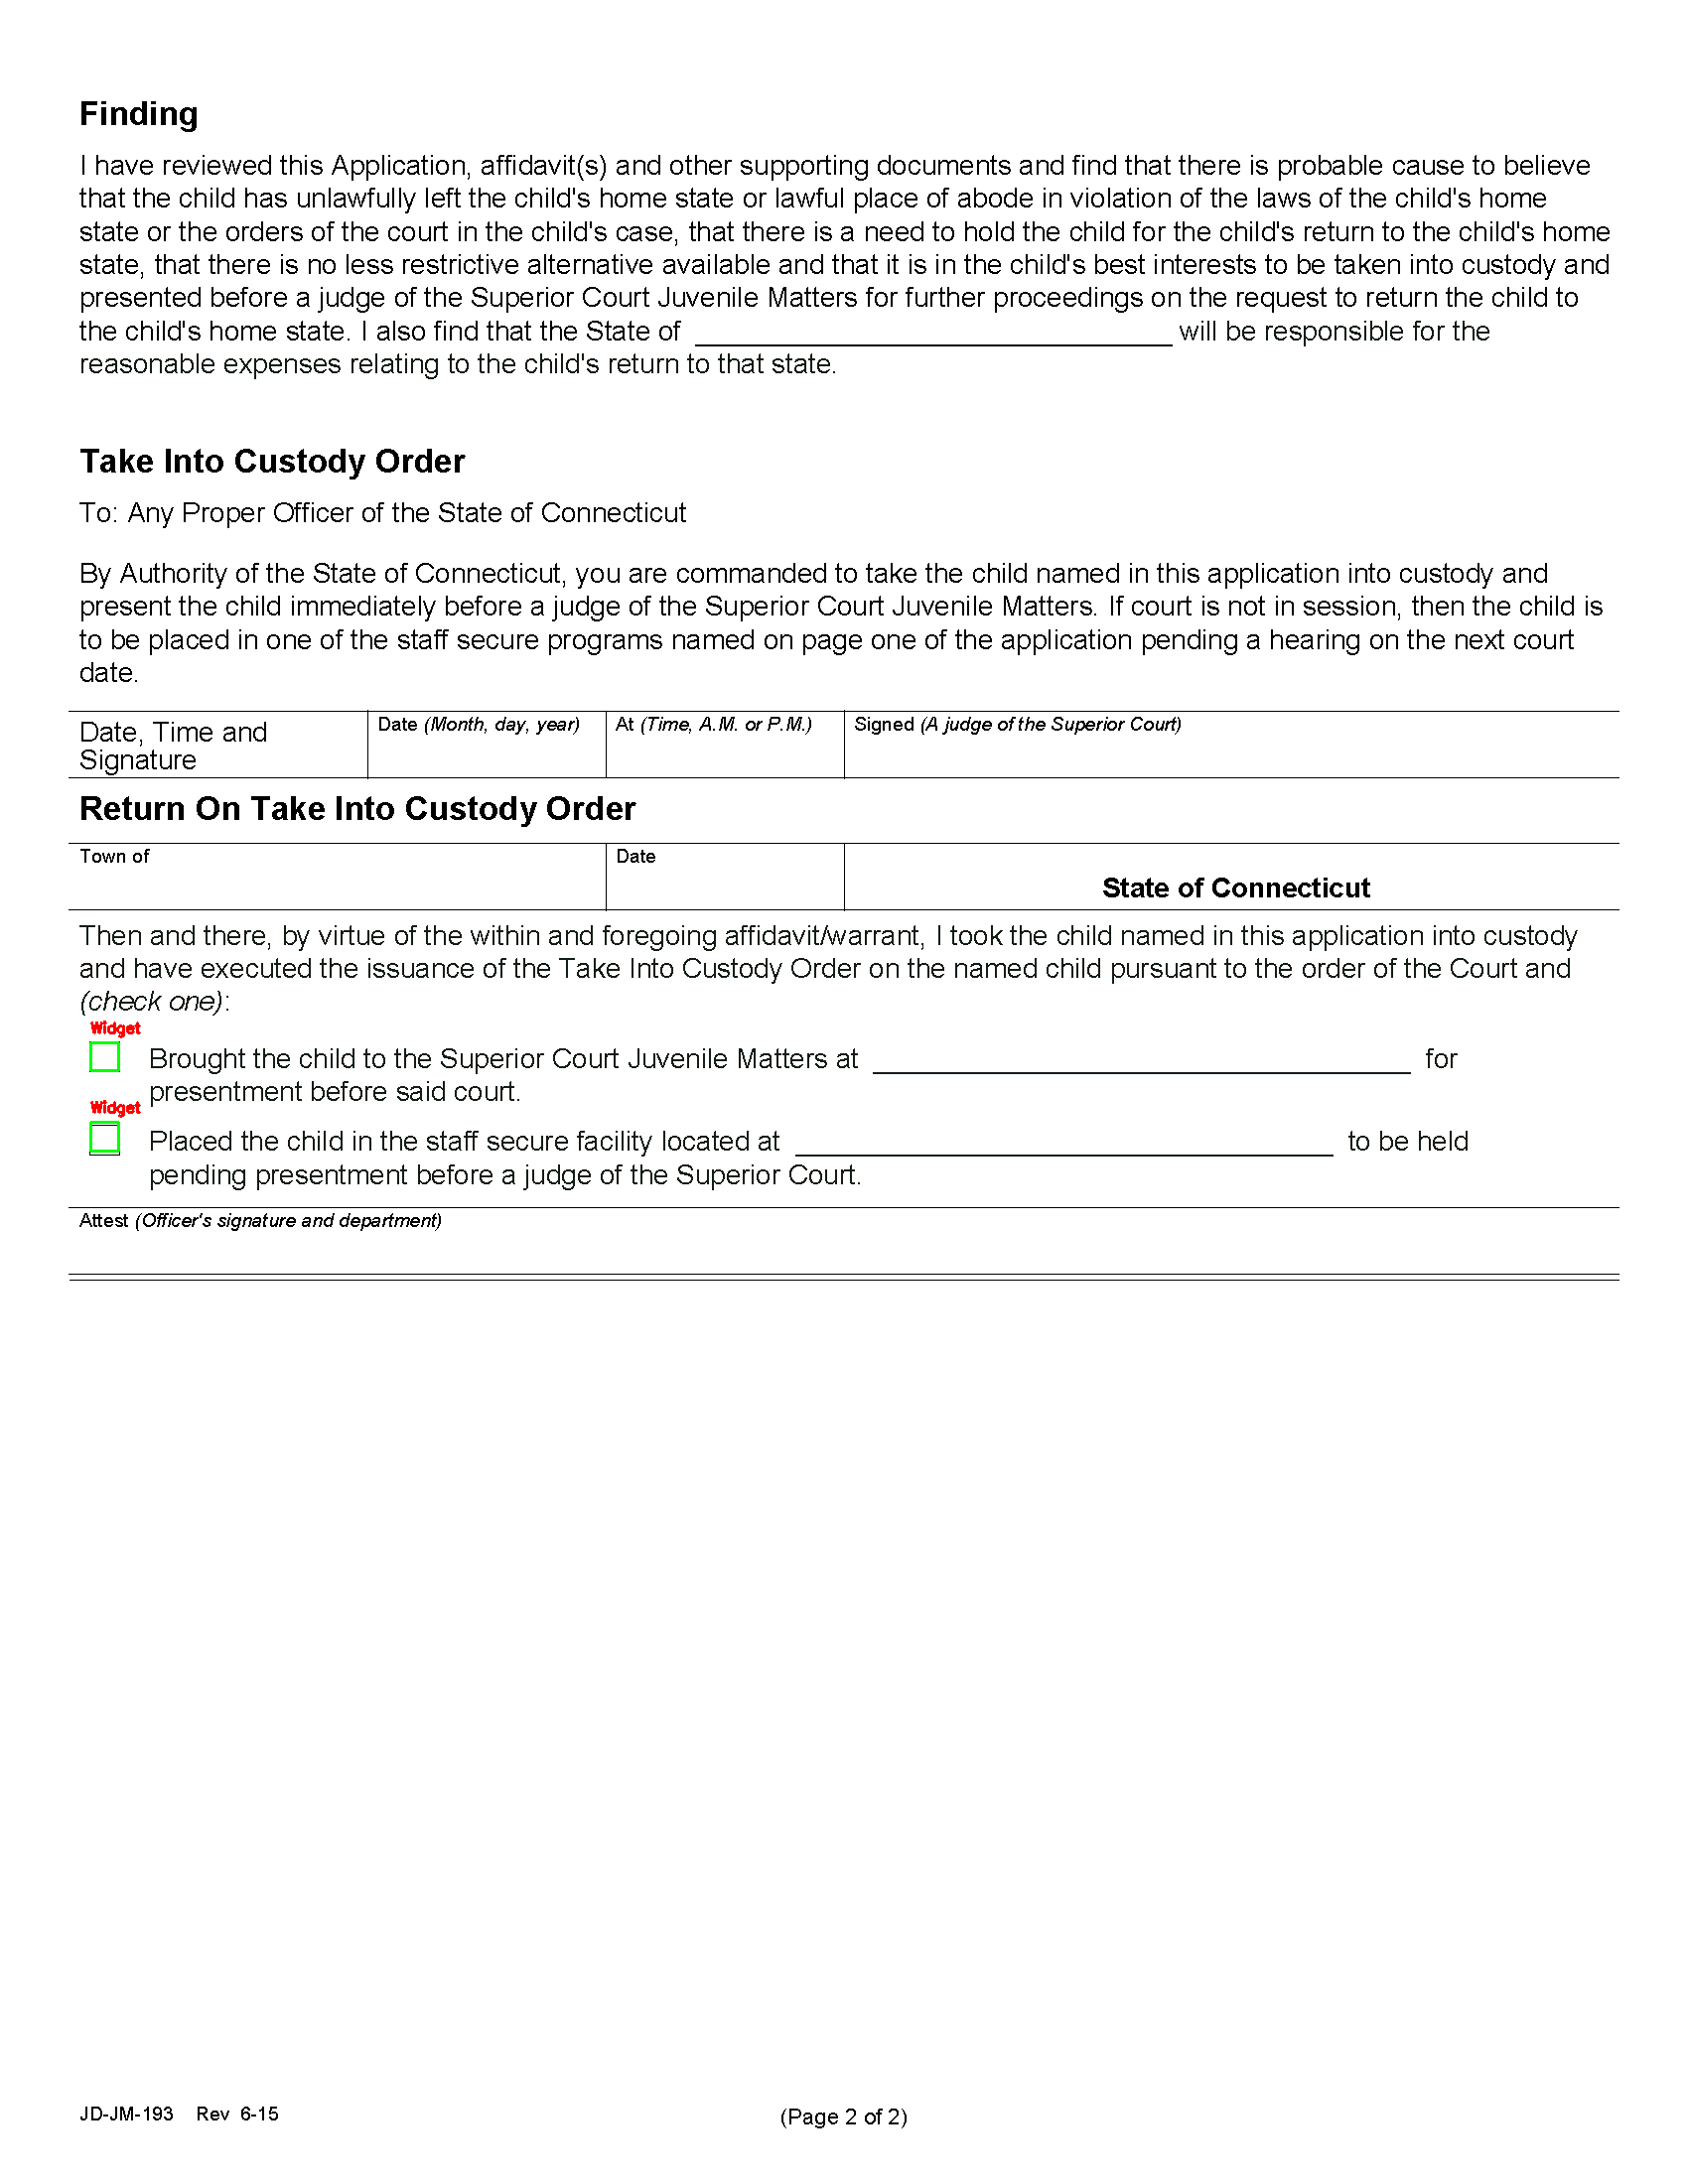 Finding
I have reviewed this Application, affidavit(s) and other supporting documents and find that there is probable cause to believe
that the child has unlawfully left the child's home state or lawful place of abode in violation of the laws of the child's home
state or the orders of the court in the child's case, that there is a need to hold the child for the child's return to the child's home
state, that there is no less restrictive alternative available and that it is in the child's best interests to be taken into custody and
presented before a judge of the Superior Court Juvenile Matters for further proceedings on the request to return the child to
the child's home state. I also find that the State of will be responsible for the
reasonable expenses relating to the child's return to that state.
Take Into Custody Order
To: Any Proper Officer of the State of Connecticut
By Authority of the State of Connecticut, you are commanded to take the child named in this application into custody and
present the child immediately before a judge of the Superior Court Juvenile Matters. If court is not in session, then the child is
to be placed in one of the staff secure programs named on page one of the application pending a hearing on the next court
date.
Date, Time and
Signature
Date (Month, day, year)
At (Time, A.M. or P.M.)
Signed (A judge of the Superior Court)
Return On Take Into Custody Order
Town of
Date
State of Connecticut
Then and there, by virtue of the within and foregoing affidavit/warrant, I took the child named in this application into custody
and have executed the issuance of the Take Into Custody Order on the named child pursuant to the order of the Court and
(check one):
Widget
Brought the child to the Superior Court Juvenile Matters at for
presentment before said court.
Widget
Placed the child in the staff secure facility located at to be held
pending presentment before a judge of the Superior Court.
Attest (Officer's signature and department)
JD-JM-193 Rev 6-15
(Page 2 of 2)